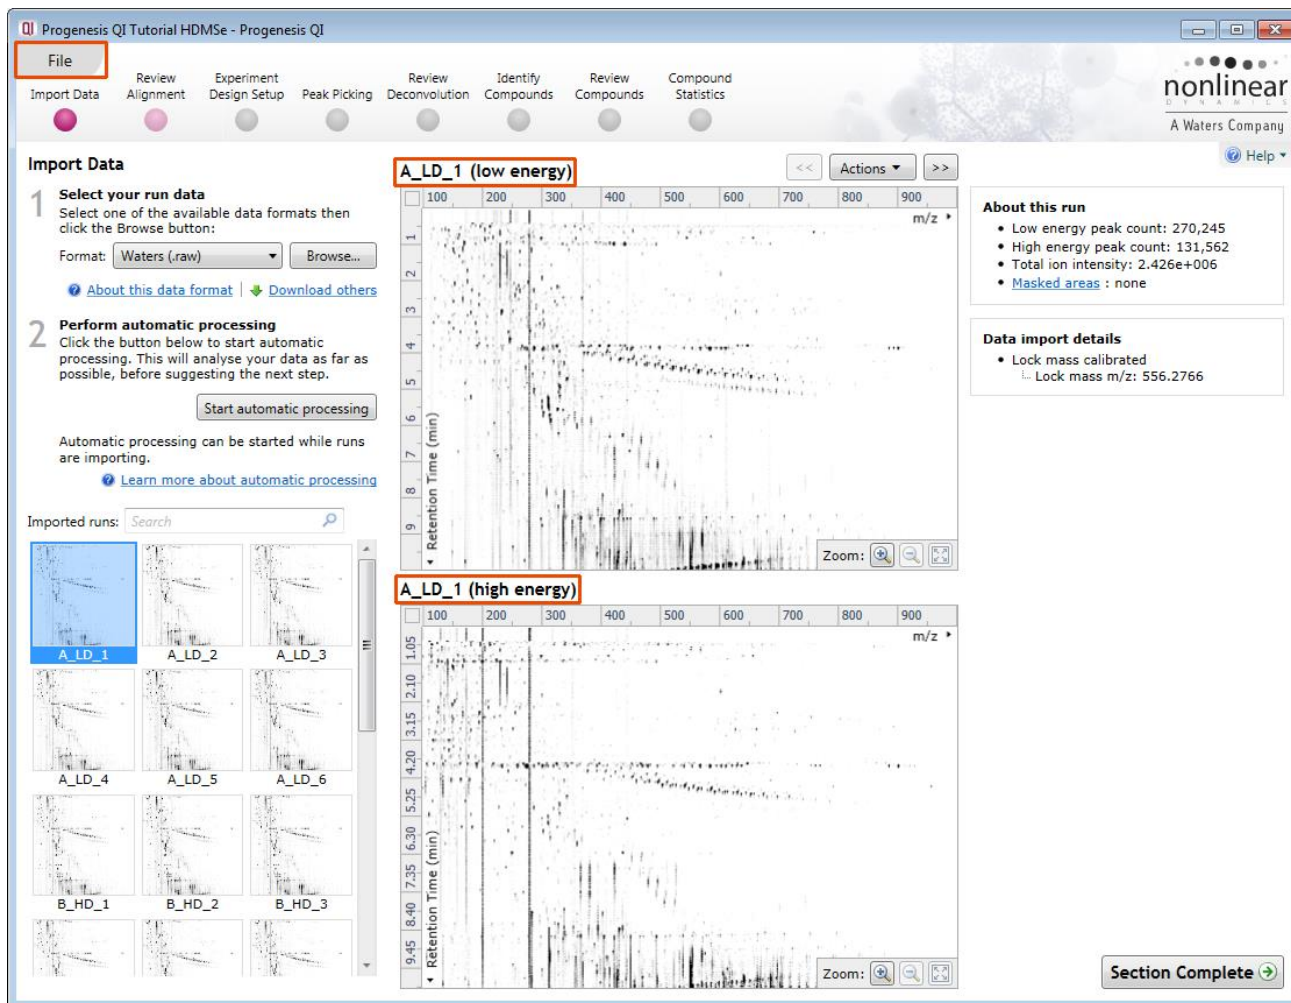 Progenesis QI Tutorial HDMSe - Progenesis QI
File
Import Data
Review Alignment
Experiment Design Setup
Peak Picking
Review Deconvolution
Identify Compounds
Review Compounds
Compound Statistics
nonlinear
DYNAMICS
A Waters Company
Help
Import Data
1 Select your run data
Select one of the available data formats then
click the Browse button:
Format: Waters (.raw) Browse...
About this data format | Download others
2 Perform automatic processing
Click the button below to start automatic
processing. This will analyse your data as far as
possible, before suggesting the next step.
Start automatic processing
Automatic processing can be started while runs
are importing.
Learn more about automatic processing
Imported runs: Search
A_LD_1 A_LD_2 A_LD_3
A_LD_4 A_LD_5 A_LD_6
B_HD_1 B_HD_2 B_HD_3
A_LD_1 (low energy)
<< Actions >>
100 200 300 400 500 600 700 800 900
m/z
1
2
3
4
5
6
7
8
9
Retention Time (min)
Zoom:
A_LD_1 (high energy)
100 200 300 400 500 600 700 800 900
m/z
1.05
2.10
3.15
4.20
5.25
6.30
7.35
8.40
9.45
Retention Time (min)
Zoom:
About this run
• Low energy peak count: 270,245
• High energy peak count: 131,562
• Total ion intensity: 2.426e+006
• Masked areas : none
Data import details
• Lock mass calibrated
Lock mass m/z: 556.2766
Section Complete